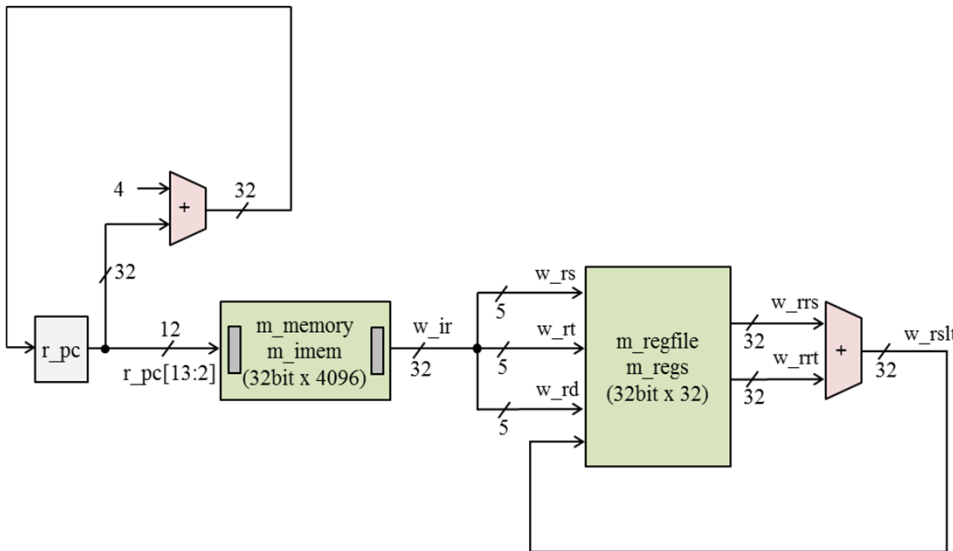 4
+
32
32
r_pc
12
r_pc[13:2]
m_memory
m_imem
(32bit x 4096)
w_ir
32
w_rs
5
w_rt
5
w_rd
5
m_regfile
m_regs
(32bit x 32)
w_rrs
32
w_rrt
32
+
w_rslt
32